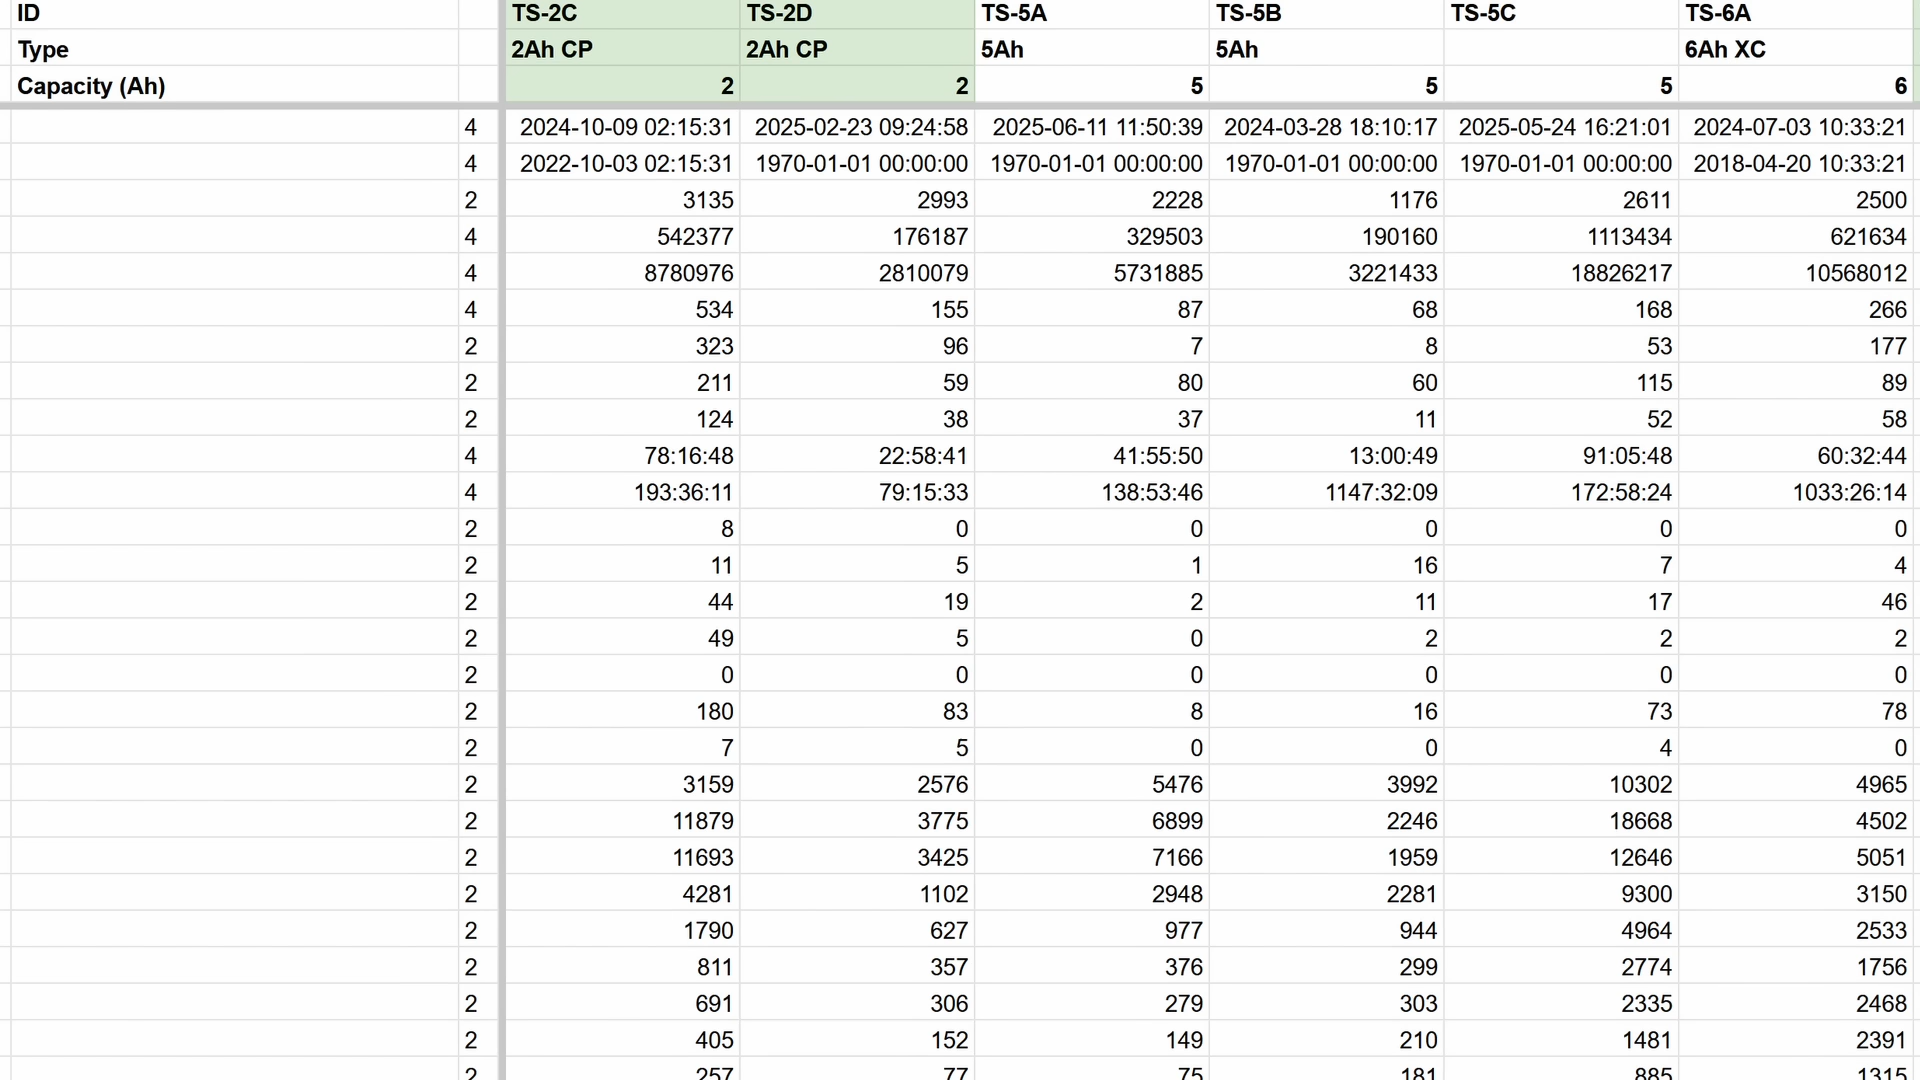 ID TS-2C TS-2D TS-5A TS-5B TS-5C TS-6A
Type 2Ah CP 2Ah CP 5Ah 5Ah 6Ah XC
Capacity (Ah) 2 2 5 5 5 6
4 2024-10-09 02:15:31 2025-02-23 09:24:58 2025-06-11 11:50:39 2024-03-28 18:10:17 2025-05-24 16:21:01 2024-07-03 10:33:21
4 2022-10-03 02:15:31 1970-01-01 00:00:00 1970-01-01 00:00:00 1970-01-01 00:00:00 1970-01-01 00:00:00 2018-04-20 10:33:21
2 3135 2993 2228 1176 2611 2500
4 542377 176187 329503 190160 1113434 621634
4 8780976 2810079 5731885 3221433 18826217 10568012
4 534 155 87 68 168 266
2 323 96 7 8 53 177
2 211 59 80 60 115 89
2 124 38 37 11 52 58
4 78:16:48 22:58:41 41:55:50 13:00:49 91:05:48 60:32:44
4 193:36:11 79:15:33 138:53:46 1147:32:09 172:58:24 1033:26:14
2 8 0 0 0 0 0
2 11 5 1 16 7 4
2 44 19 2 11 17 46
2 49 5 0 2 2 2
2 0 0 0 0 0 0
2 180 83 8 16 73 78
2 7 5 0 0 4 0
2 3159 2576 5476 3992 10302 4965
2 11879 3775 6899 2246 18668 4502
2 11693 3425 7166 1959 12646 5051
2 4281 1102 2948 2281 9300 3150
2 1790 627 977 944 4964 2533
2 811 357 376 299 2774 1756
2 691 306 279 303 2335 2468
2 405 152 149 210 1481 2391
2 257 77 75 181 885 1315